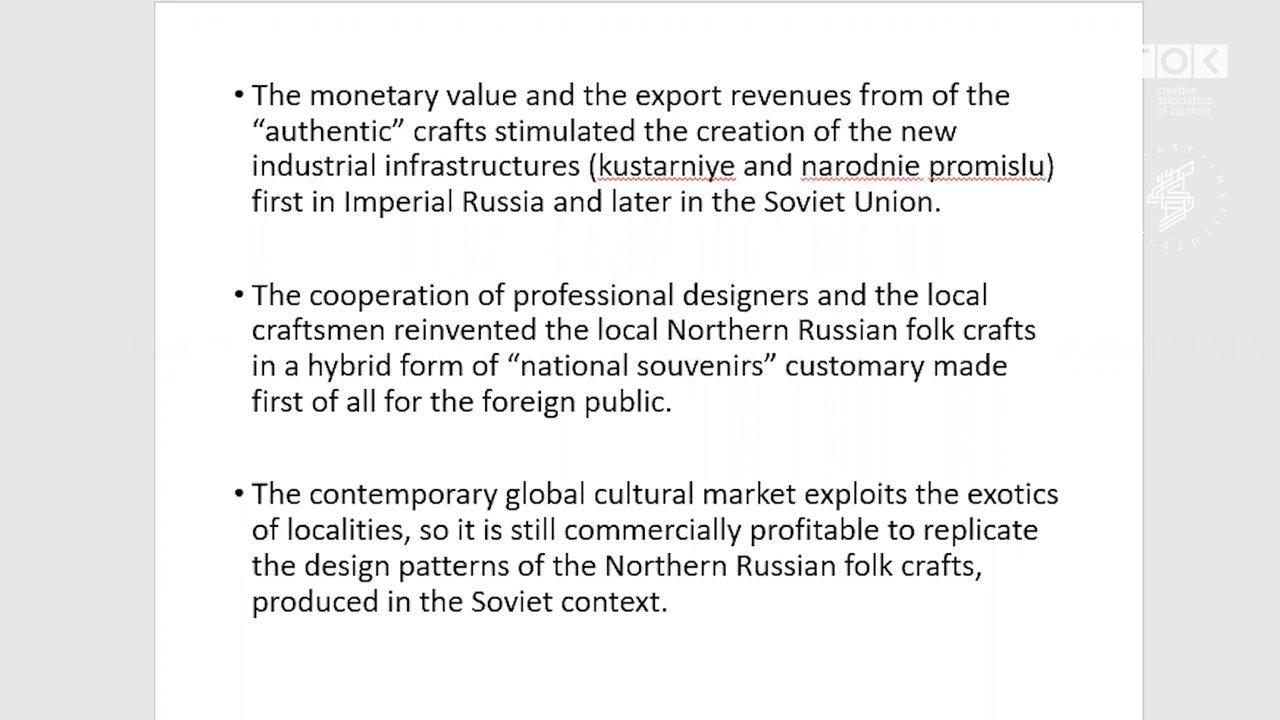 • The monetary value and the export revenues from of the
“authentic” crafts stimulated the creation of the new
industrial infrastructures (kustarniye and narodnie promislu)
first in Imperial Russia and later in the Soviet Union.
• The cooperation of professional designers and the local
craftsmen reinvented the local Northern Russian folk crafts
in a hybrid form of “national souvenirs” customary made
first of all for the foreign public.
• The contemporary global cultural market exploits the exotics
of localities, so it is still commercially profitable to replicate
the design patterns of the Northern Russian folk crafts,
produced in the Soviet context.
TOK
creative
association
of curators
ART · INSTITUTE ·